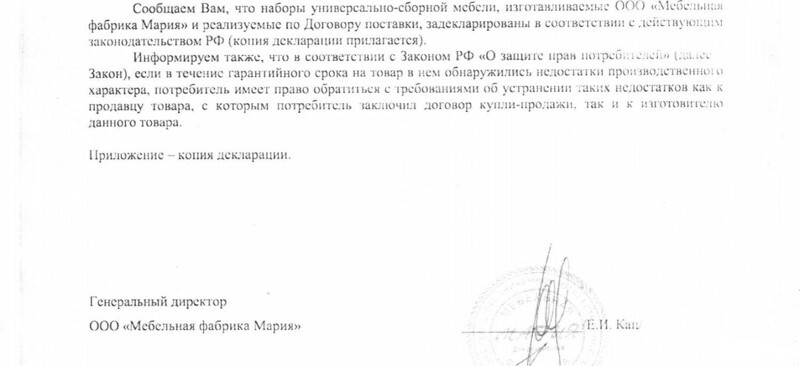 Сообщаем Вам, что наборы универсально-сборной мебели, изготавливаемые ООО «Мебельная
фабрика Мария» и реализуемые по Договору поставки, задекларированы в соответствии с действующим
законодательством РФ (копия декларации прилагается).
Информируем также, что в соответствии с Законом РФ «О защите прав потребителей» (далее
Закон), если в течение гарантийного срока на товар в нем обнаружились недостатки производственного
характера, потребитель имеет право обратиться с требованиями об устранении таких недостатков как к
продавцу товара, с которым потребитель заключил договор купли-продажи, так и к изготовителю
данного товара.
Приложение – копия декларации.
Генеральный директор
ООО «Мебельная фабрика Мария»
Е.И. Кац